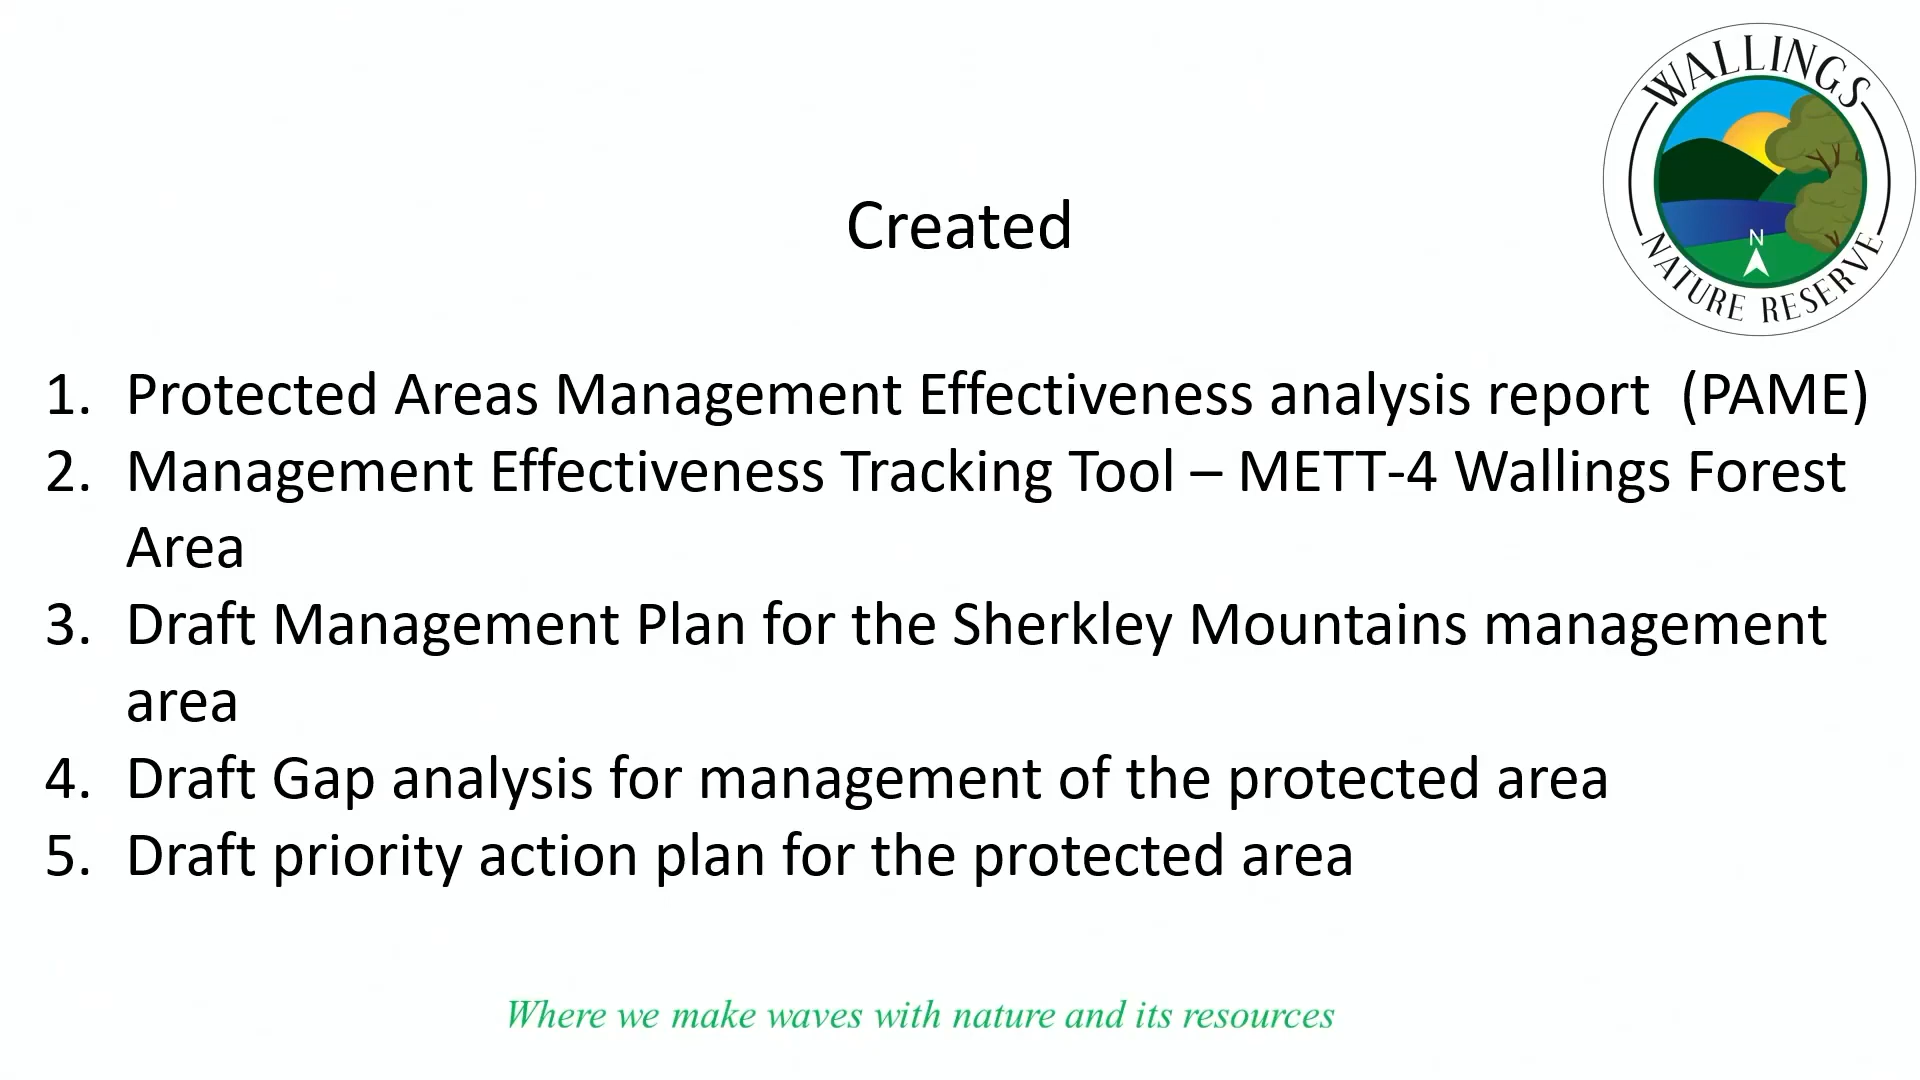 WALLINGS
NATURE RESERVE
N
Created
1. Protected Areas Management Effectiveness analysis report (PAME)
2. Management Effectiveness Tracking Tool – METT-4 Wallings Forest
Area
3. Draft Management Plan for the Sherkley Mountains management
area
4. Draft Gap analysis for management of the protected area
5. Draft priority action plan for the protected area
Where we make waves with nature and its resources